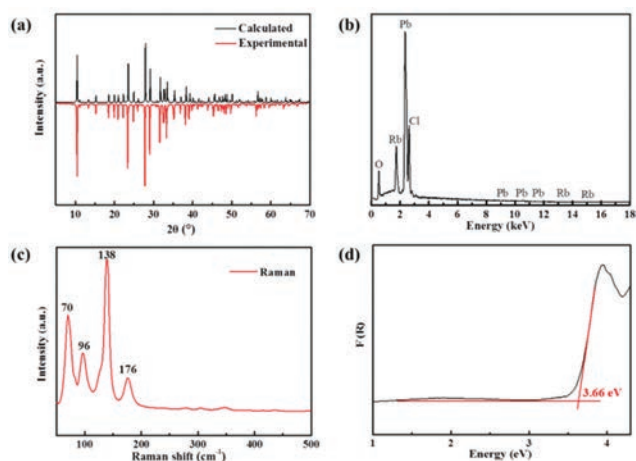 (a)
Calculated
Experimental
Intensity (a.u.)
10 20 30 40 50 60 70
2θ (°)
(b)
Pb
Cl
Rb
O
Pb Pb Pb Rb Rb
0 2 4 6 8 10 12 14 16 18
Energy (keV)
(c)
138
Raman
70
96
176
Intensity (a.u.)
100 200 300 400 500
Raman shift (cm⁻¹)
(d)
F (R)
3.66 eV
1 2 3 4
Energy (eV)